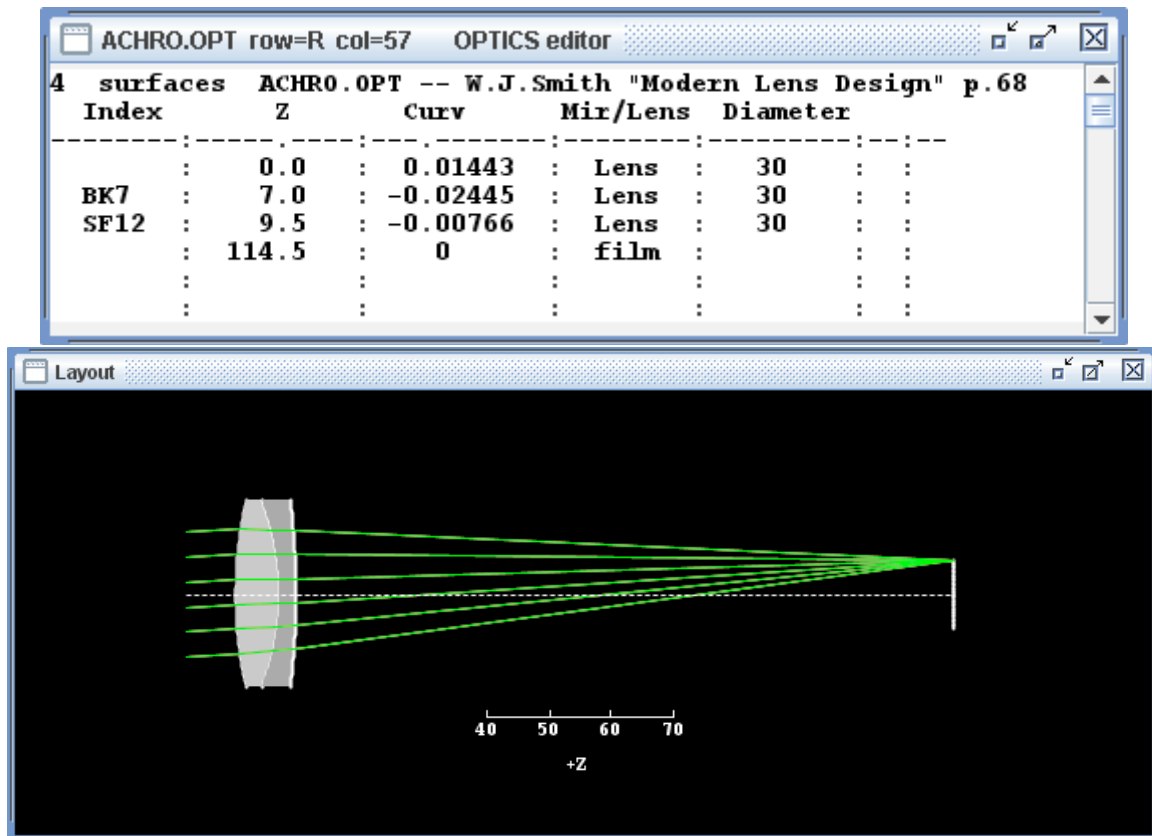 ACHRO.OPT row=R col=57 OPTICS editor
4 surfaces ACHRO.OPT -- W.J.Smith "Modern Lens Design" p.68
Index Z Curv Mir/Lens Diameter
--------:-----.----:---.-------:--------:---------:--:--
: 0.0 : 0.01443 : Lens : 30 : :
BK7 : 7.0 : -0.02445 : Lens : 30 : :
SF12 : 9.5 : -0.00766 : Lens : 30 : :
: 114.5 : 0 : film : : :
: : : : : :
: : : : : :
Layout
40 50 60 70
+Z